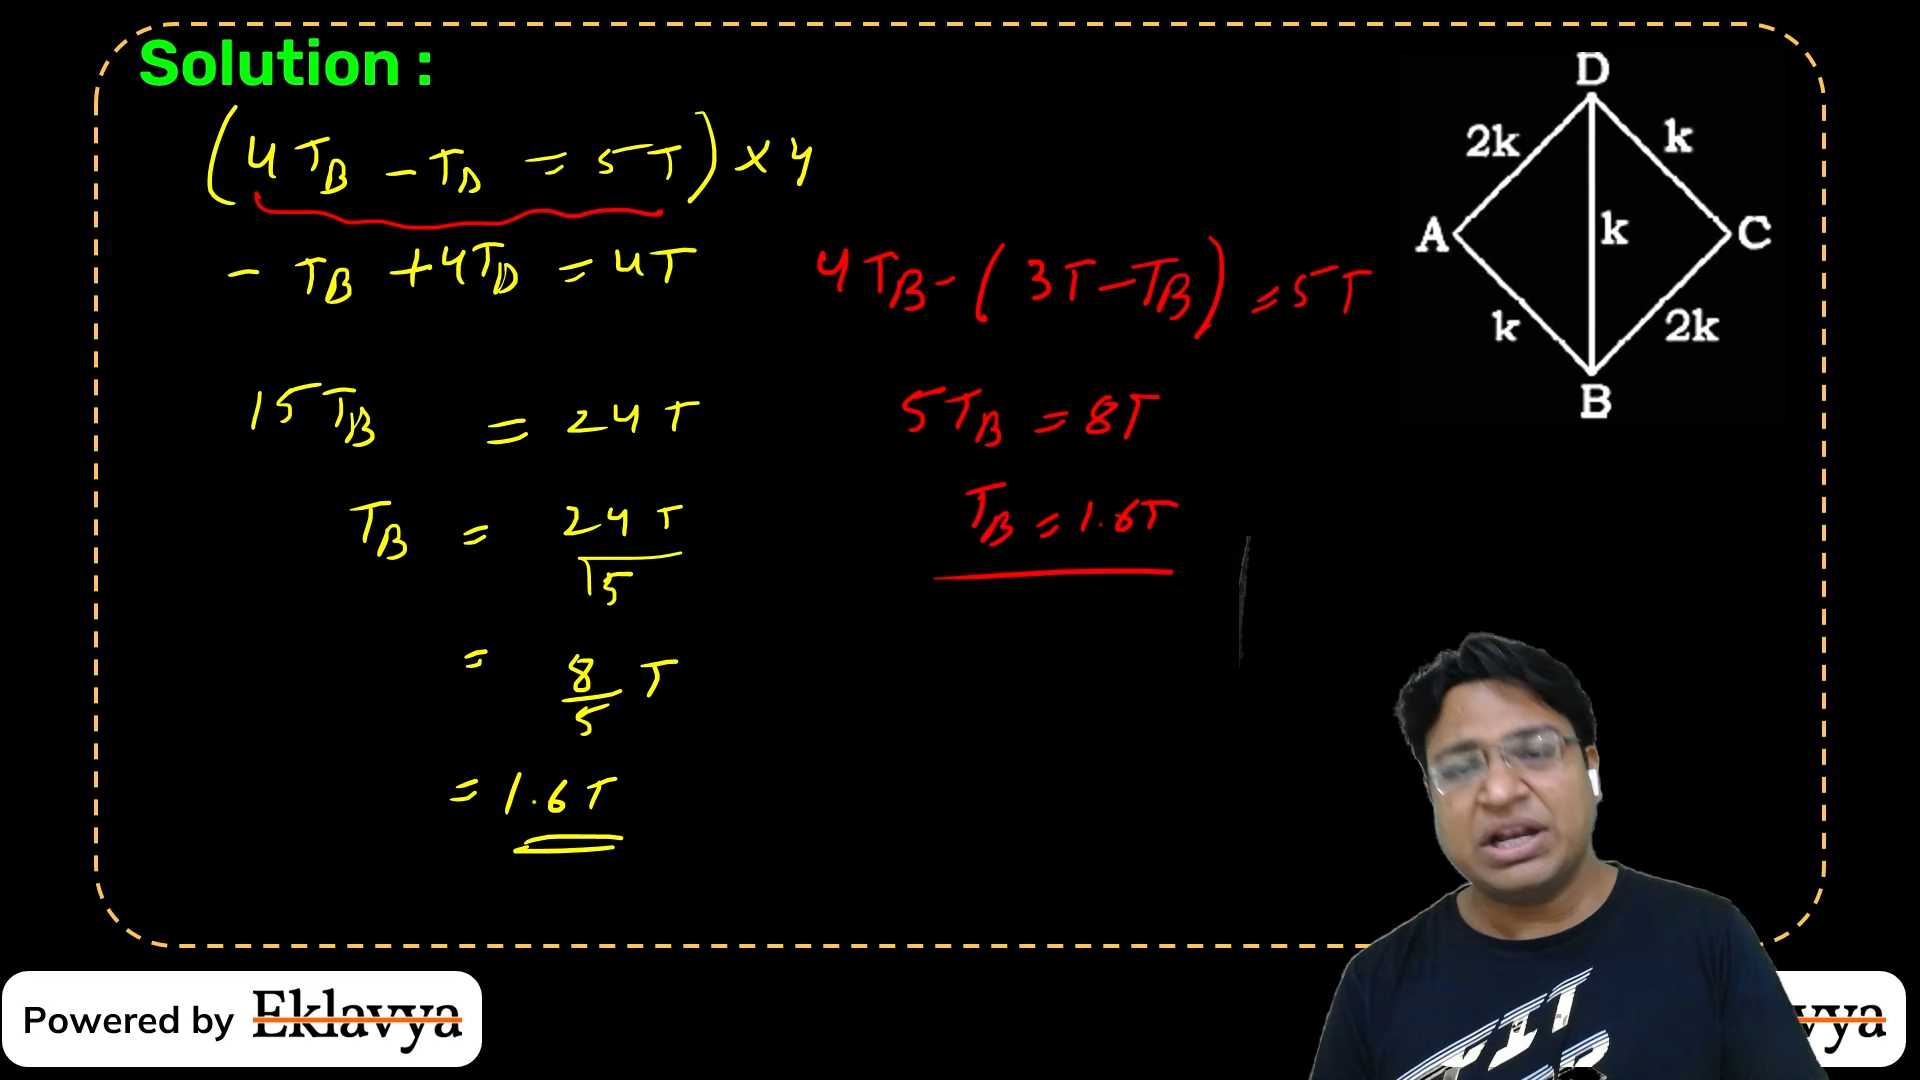 Solution :
(4T_B - T_D = 5T) × 4
- T_B + 4T_D = 4T
15T_B = 24T
T_B = 24T/15
= 8/5 T
= 1.6T
4T_B - (3T - T_B) = 5T
5T_B = 8T
T_B = 1.6T
D
2k
k
A
k
C
k
2k
B
Powered by Eklavya
vya